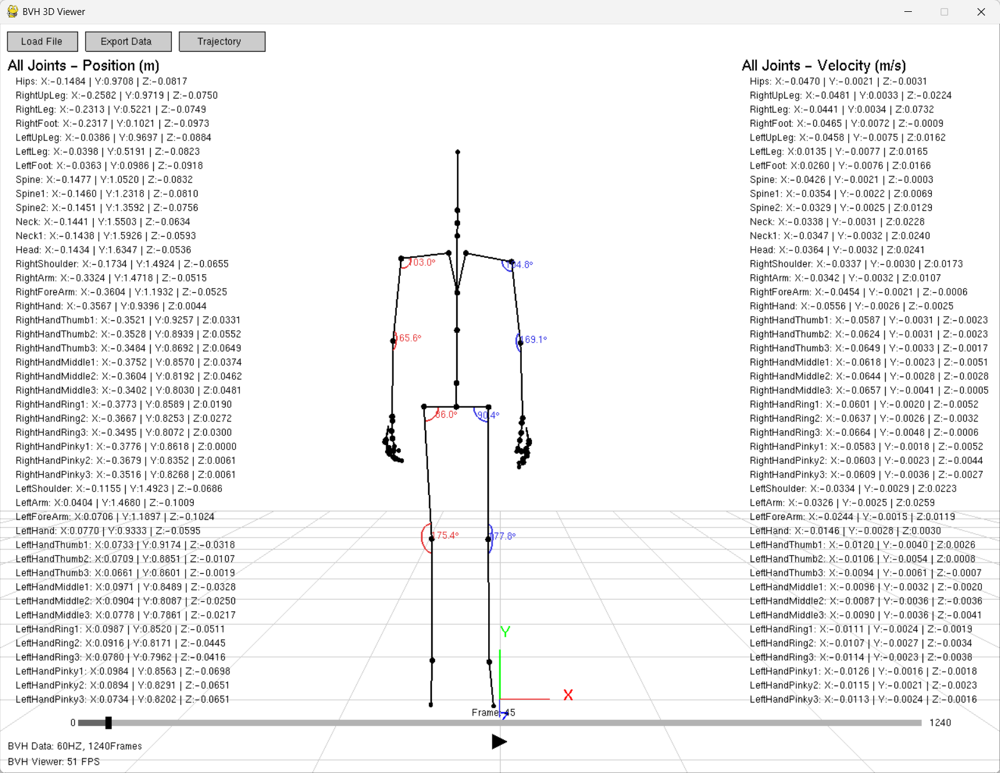 BVH 3D Viewer
Load File
Export Data
Trajectory
All Joints - Position (m)
Hips: X:-0.1484 | Y:0.9708 | Z:-0.0817
RightUpLeg: X:-0.2582 | Y:0.9719 | Z:-0.0750
RightLeg: X:-0.2313 | Y:0.5221 | Z:-0.0749
RightFoot: X:-0.2317 | Y:0.1021 | Z:-0.0973
LeftUpLeg: X:-0.0386 | Y:0.9697 | Z:-0.0884
LeftLeg: X:-0.0398 | Y:0.5191 | Z:-0.0823
LeftFoot: X:-0.0363 | Y:0.0986 | Z:-0.0918
Spine: X:-0.1477 | Y:1.0520 | Z:-0.0832
Spine1: X:-0.1460 | Y:1.2318 | Z:-0.0810
Spine2: X:-0.1451 | Y:1.3592 | Z:-0.0756
Neck: X:-0.1441 | Y:1.5503 | Z:-0.0634
Neck1: X:-0.1438 | Y:1.5926 | Z:-0.0593
Head: X:-0.1434 | Y:1.6347 | Z:-0.0536
RightShoulder: X:-0.1734 | Y:1.4924 | Z:-0.0655
RightArm: X:-0.3324 | Y:1.4718 | Z:-0.0515
RightForeArm: X:-0.3604 | Y:1.1932 | Z:-0.0525
RightHand: X:-0.3567 | Y:0.9396 | Z:0.0044
RightHandThumb1: X:-0.3521 | Y:0.9257 | Z:0.0331
RightHandThumb2: X:-0.3528 | Y:0.8939 | Z:0.0552
RightHandThumb3: X:-0.3484 | Y:0.8692 | Z:0.0649
RightHandMiddle1: X:-0.3752 | Y:0.8570 | Z:0.0374
RightHandMiddle2: X:-0.3604 | Y:0.8192 | Z:0.0462
RightHandMiddle3: X:-0.3402 | Y:0.8030 | Z:0.0481
RightHandRing1: X:-0.3773 | Y:0.8589 | Z:0.0190
RightHandRing2: X:-0.3667 | Y:0.8253 | Z:0.0272
RightHandRing3: X:-0.3495 | Y:0.8072 | Z:0.0300
RightHandPinky1: X:-0.3776 | Y:0.8618 | Z:0.0000
RightHandPinky2: X:-0.3679 | Y:0.8352 | Z:0.0061
RightHandPinky3: X:-0.3516 | Y:0.8268 | Z:0.0061
LeftShoulder: X:-0.1155 | Y:1.4923 | Z:-0.0686
LeftArm: X:0.0404 | Y:1.4680 | Z:-0.1009
LeftForeArm: X:0.0706 | Y:1.1897 | Z:-0.1024
LeftHand: X:0.0770 | Y:0.9333 | Z:-0.0595
LeftHandThumb1: X:0.0733 | Y:0.9174 | Z:-0.0318
LeftHandThumb2: X:0.0709 | Y:0.8851 | Z:-0.0107
LeftHandThumb3: X:0.0661 | Y:0.8601 | Z:-0.0019
LeftHandMiddle1: X:0.0971 | Y:0.8489 | Z:-0.0328
LeftHandMiddle2: X:0.0904 | Y:0.8087 | Z:-0.0250
LeftHandMiddle3: X:0.0778 | Y:0.7861 | Z:-0.0217
LeftHandRing1: X:0.0987 | Y:0.8520 | Z:-0.0511
LeftHandRing2: X:0.0916 | Y:0.8171 | Z:-0.0445
LeftHandRing3: X:0.0780 | Y:0.7962 | Z:-0.0416
LeftHandPinky1: X:0.0984 | Y:0.8563 | Z:-0.0698
LeftHandPinky2: X:0.0894 | Y:0.8291 | Z:-0.0651
LeftHandPinky3: X:0.0734 | Y:0.8202 | Z:-0.0651
103.0°
104.8°
165.6°
169.1°
86.0°
90.4°
175.4°
177.8°
Y
X
Z
Frame: 45
All Joints - Velocity (m/s)
Hips: X:-0.0470 | Y:-0.0021 | Z:-0.0031
RightUpLeg: X:-0.0481 | Y:0.0033 | Z:-0.0224
RightLeg: X:-0.0441 | Y:0.0034 | Z:0.0732
RightFoot: X:-0.0465 | Y:0.0072 | Z:-0.0009
LeftUpLeg: X:-0.0458 | Y:-0.0075 | Z:0.0162
LeftLeg: X:0.0135 | Y:-0.0077 | Z:0.0165
LeftFoot: X:0.0260 | Y:-0.0076 | Z:0.0166
Spine: X:-0.0426 | Y:-0.0021 | Z:-0.0003
Spine1: X:-0.0354 | Y:-0.0022 | Z:0.0069
Spine2: X:-0.0329 | Y:-0.0025 | Z:0.0129
Neck: X:-0.0338 | Y:-0.0031 | Z:0.0228
Neck1: X:-0.0347 | Y:-0.0032 | Z:0.0240
Head: X:-0.0364 | Y:-0.0032 | Z:0.0241
RightShoulder: X:-0.0337 | Y:-0.0030 | Z:0.0173
RightArm: X:-0.0342 | Y:-0.0032 | Z:0.0107
RightForeArm: X:-0.0454 | Y:-0.0021 | Z:-0.0006
RightHand: X:-0.0556 | Y:-0.0026 | Z:-0.0025
RightHandThumb1: X:-0.0587 | Y:-0.0031 | Z:-0.0023
RightHandThumb2: X:-0.0624 | Y:-0.0031 | Z:-0.0023
RightHandThumb3: X:-0.0649 | Y:-0.0033 | Z:-0.0017
RightHandMiddle1: X:-0.0618 | Y:-0.0023 | Z:-0.0051
RightHandMiddle2: X:-0.0644 | Y:-0.0028 | Z:-0.0028
RightHandMiddle3: X:-0.0657 | Y:-0.0041 | Z:-0.0005
RightHandRing1: X:-0.0601 | Y:-0.0020 | Z:-0.0052
RightHandRing2: X:-0.0637 | Y:-0.0026 | Z:-0.0032
RightHandRing3: X:-0.0664 | Y:-0.0048 | Z:-0.0006
RightHandPinky1: X:-0.0583 | Y:-0.0018 | Z:-0.0052
RightHandPinky2: X:-0.0603 | Y:-0.0023 | Z:-0.0044
RightHandPinky3: X:-0.0609 | Y:-0.0036 | Z:-0.0027
LeftShoulder: X:-0.0334 | Y:-0.0029 | Z:0.0223
LeftArm: X:-0.0326 | Y:-0.0025 | Z:0.0259
LeftForeArm: X:-0.0244 | Y:-0.0015 | Z:0.0119
LeftHand: X:-0.0146 | Y:-0.0028 | Z:0.0030
LeftHandThumb1: X:-0.0120 | Y:-0.0040 | Z:0.0026
LeftHandThumb2: X:-0.0106 | Y:-0.0054 | Z:0.0008
LeftHandThumb3: X:-0.0094 | Y:-0.0061 | Z:-0.0007
LeftHandMiddle1: X:-0.0096 | Y:-0.0032 | Z:-0.0020
LeftHandMiddle2: X:-0.0087 | Y:-0.0036 | Z:-0.0036
LeftHandMiddle3: X:-0.0090 | Y:-0.0036 | Z:-0.0041
LeftHandRing1: X:-0.0111 | Y:-0.0024 | Z:-0.0019
LeftHandRing2: X:-0.0107 | Y:-0.0027 | Z:-0.0034
LeftHandRing3: X:-0.0114 | Y:-0.0023 | Z:-0.0038
LeftHandPinky1: X:-0.0126 | Y:-0.0016 | Z:-0.0018
LeftHandPinky2: X:-0.0115 | Y:-0.0021 | Z:-0.0023
LeftHandPinky3: X:-0.0113 | Y:-0.0024 | Z:-0.0016
0
1240
BVH Data: 60HZ, 1240Frames
BVH Viewer: 51 FPS